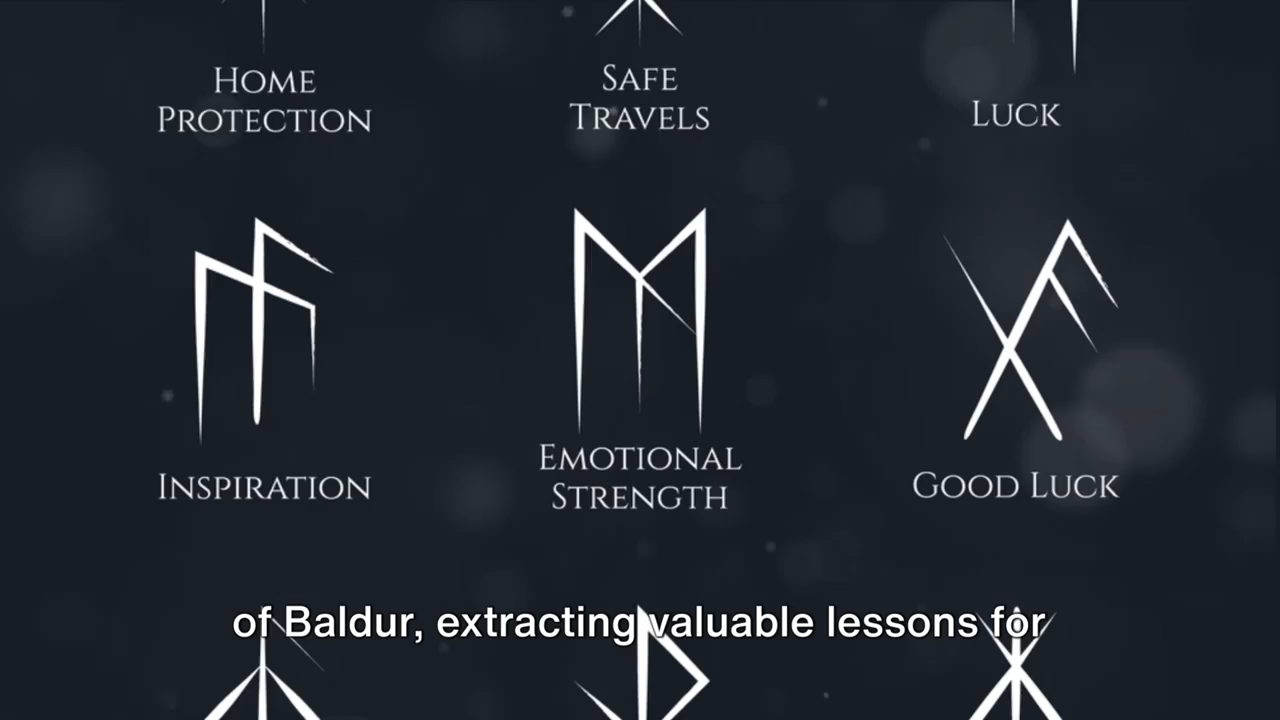 Home
Protection
Safe
Travels
Luck
Inspiration
Emotional
Strength
Good Luck
of Baldur, extracting valuable lessons for